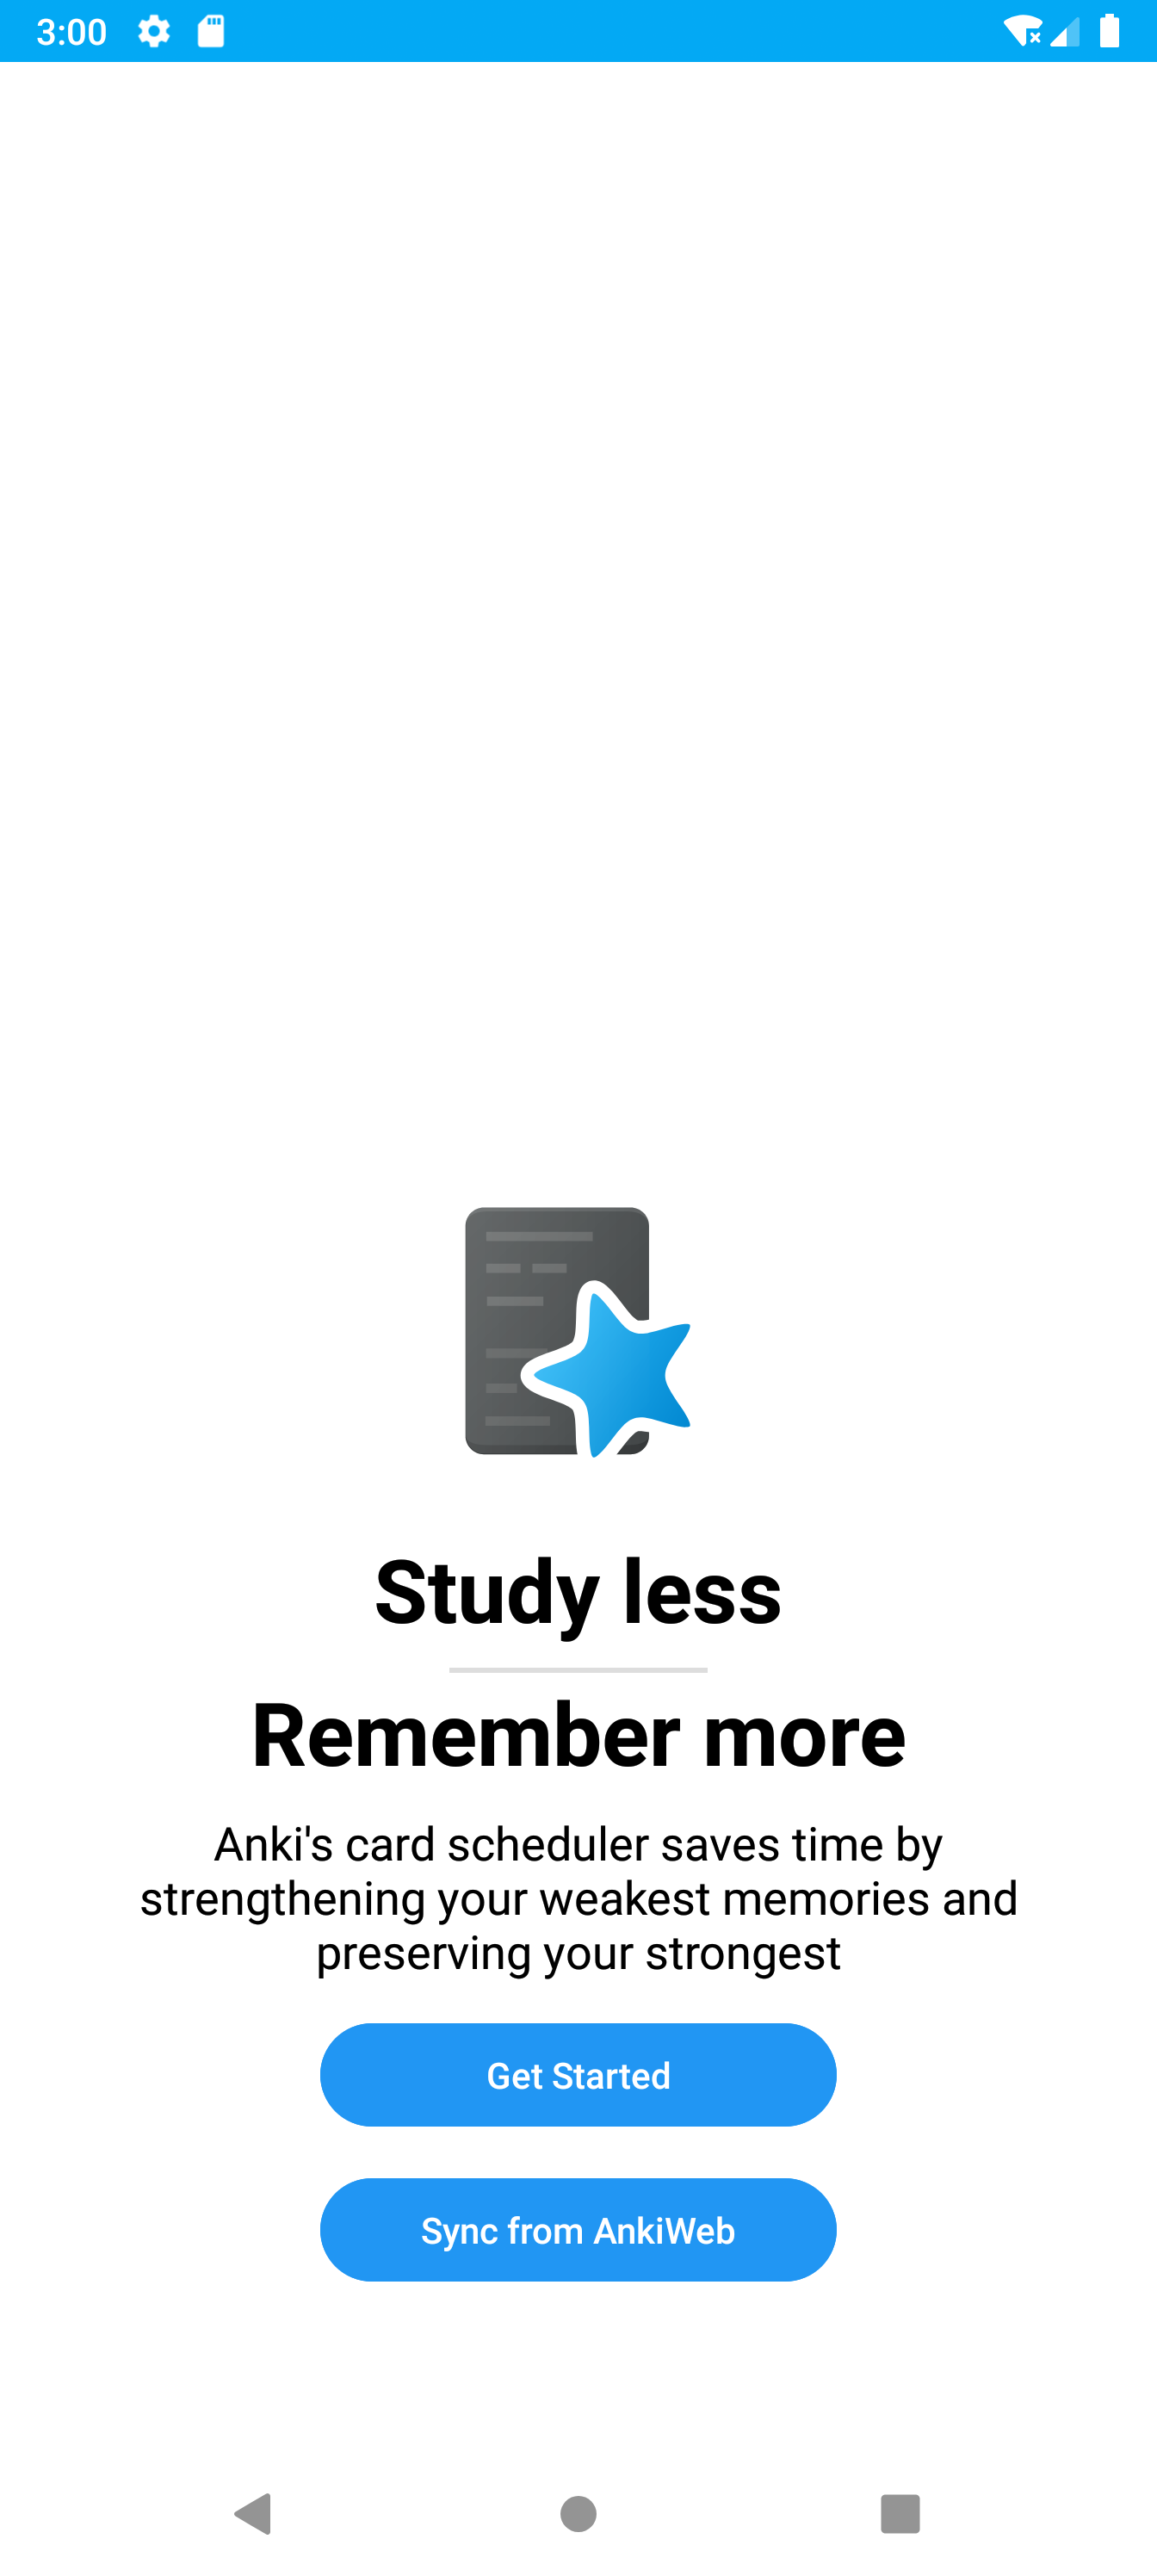 3:00
Study less
Remember more
Anki's card scheduler saves time by
strengthening your weakest memories and
preserving your strongest
Get Started
Sync from AnkiWeb